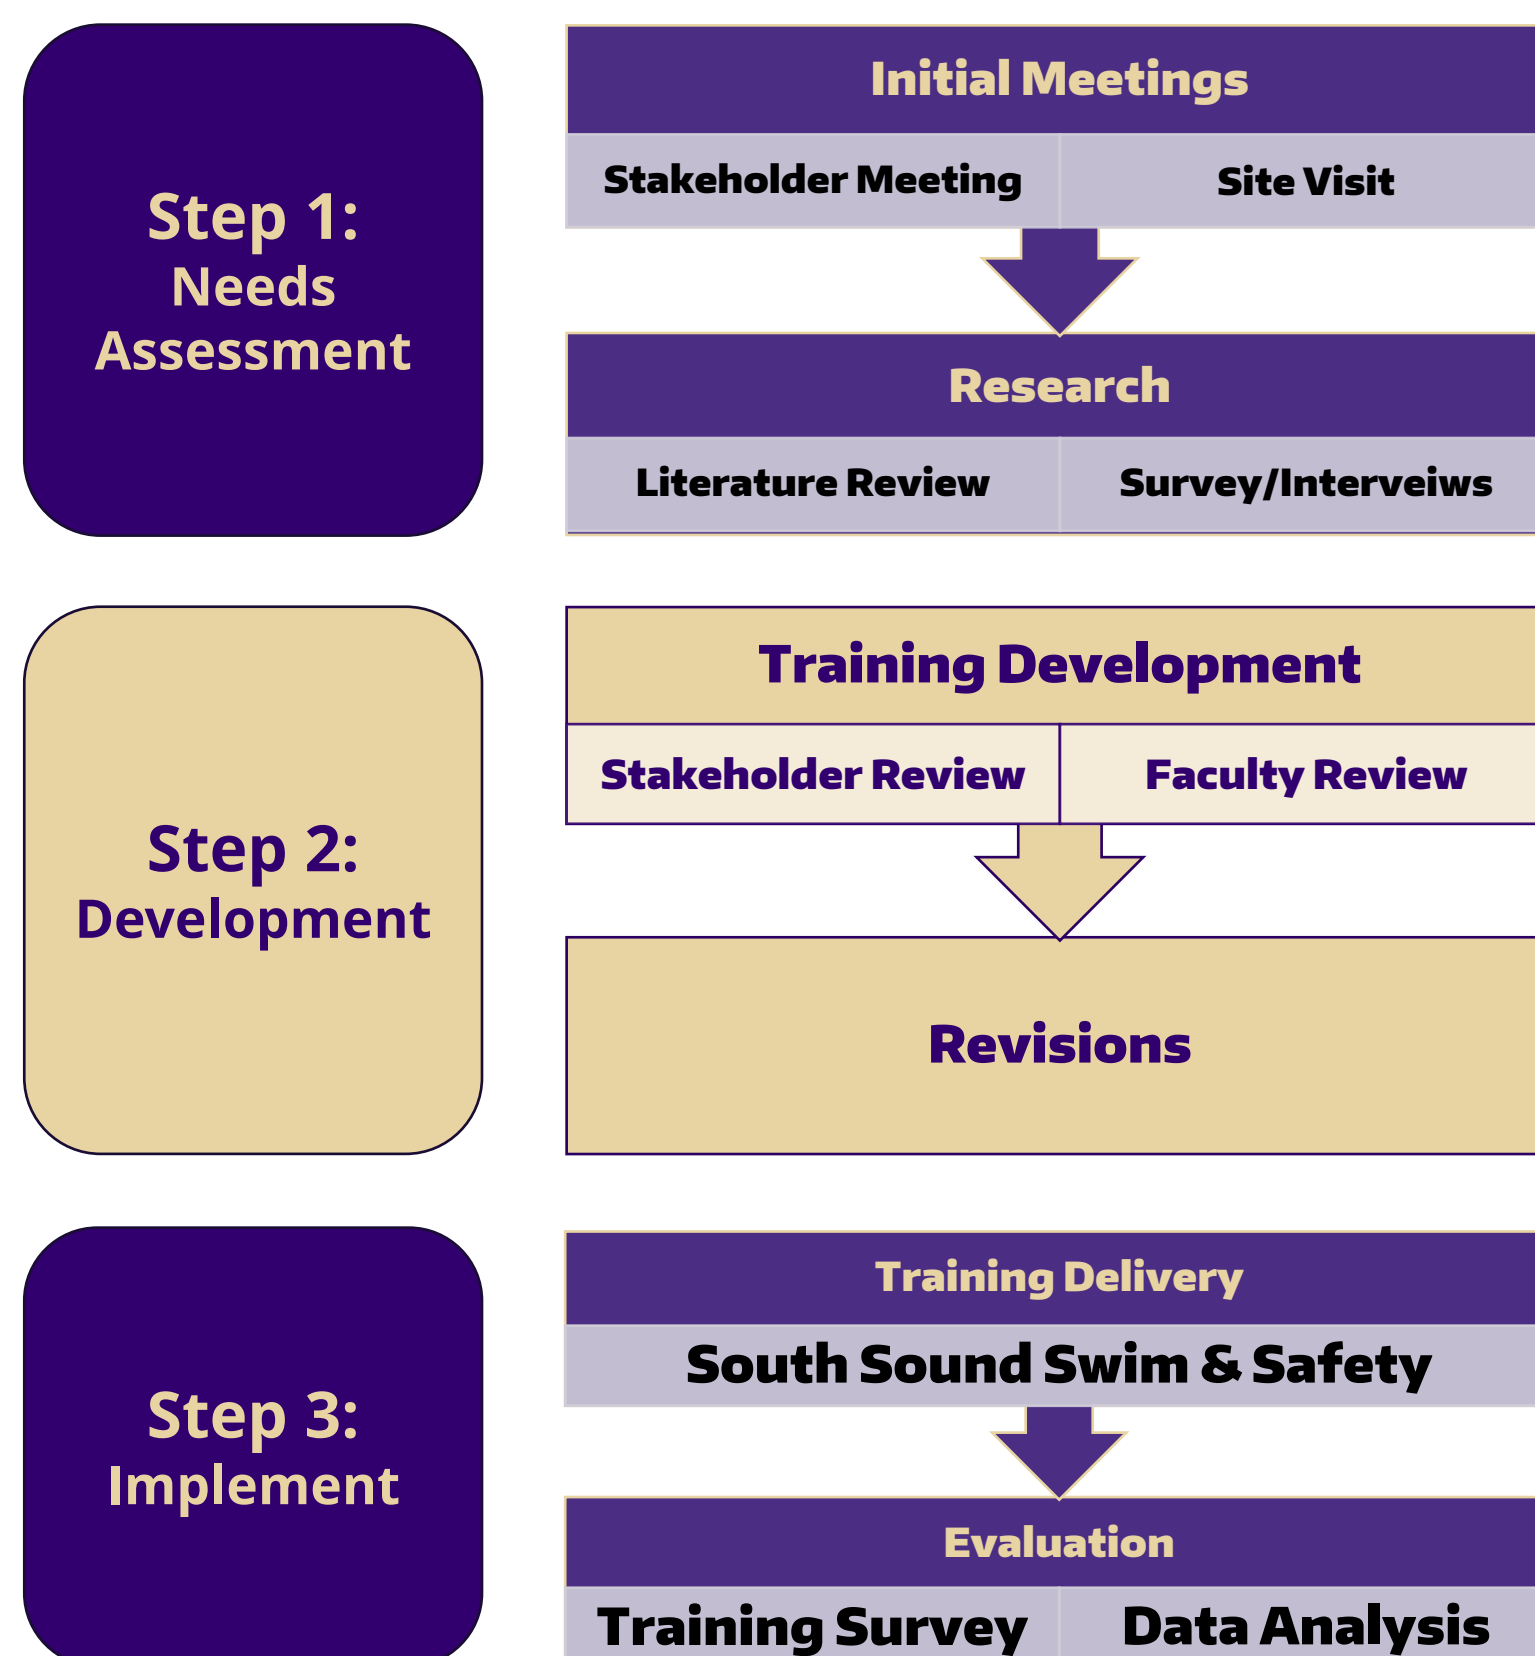 Step 1:
Needs
Assessment
Initial Meetings
Stakeholder Meeting
Site Visit
Research
Literature Review
Survey/Interveiws
Step 2:
Development
Training Development
Stakeholder Review
Faculty Review
Revisions
Step 3:
Implement
Training Delivery
South Sound Swim & Safety
Evaluation
Training Survey
Data Analysis